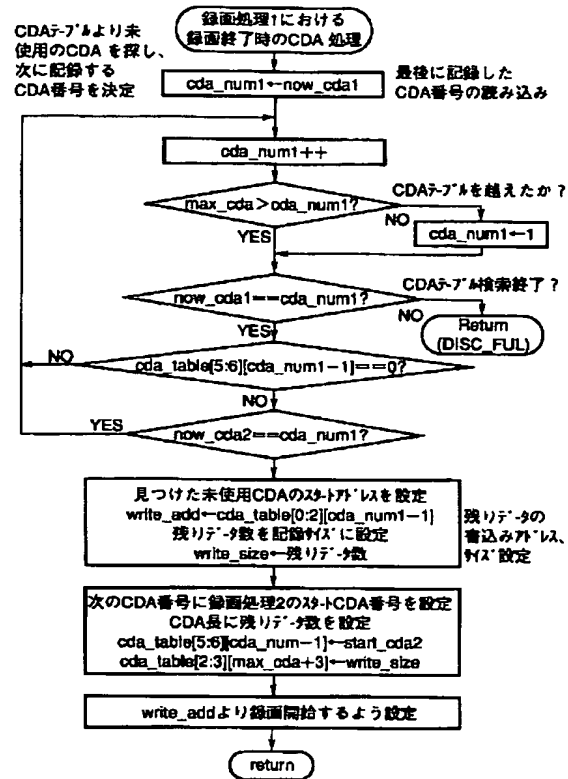 録画処理1における
録画終了時のCDA 処理
CDAﾃｰﾌﾞﾙより未
使用のCDA を探し、
次に記録する
CDA番号を決定
cda_num1←now_cda1
最後に記録した
CDA番号の読み込み
cda_num1++
max_cda>cda_num1?
CDAﾃｰﾌﾞﾙを越えたか？
NO
YES
cda_num1←1
now_cda1==cda_num1?
CDAﾃｰﾌﾞﾙ検索終了？
NO
YES
Return
(DISC_FUL)
NO
cda_table[5:6][cda_num1−1]==0?
NO
YES
now_cda2==cda_num1?
見つけた未使用CDAのｽﾀｰﾄｱﾄﾞﾚｽを設定
write_add←cda_table[0:2][cda_num1−1]
残りﾃﾞｰﾀ数を記録ｻｲｽﾞに設定
write_size←残りﾃﾞｰﾀ数
残りﾃﾞｰﾀの
書込みｱﾄﾞﾚｽ、
ｻｲｽﾞ設定
次のCDA番号に録画処理2のｽﾀｰﾄCDA番号を設定
CDA長に残りﾃﾞｰﾀ数を設定
cda_table[5:6][cda_num−1]←start_cda2
cda_table[2:3][max_cda+3]←write_size
write_addより録画開始するよう設定
return